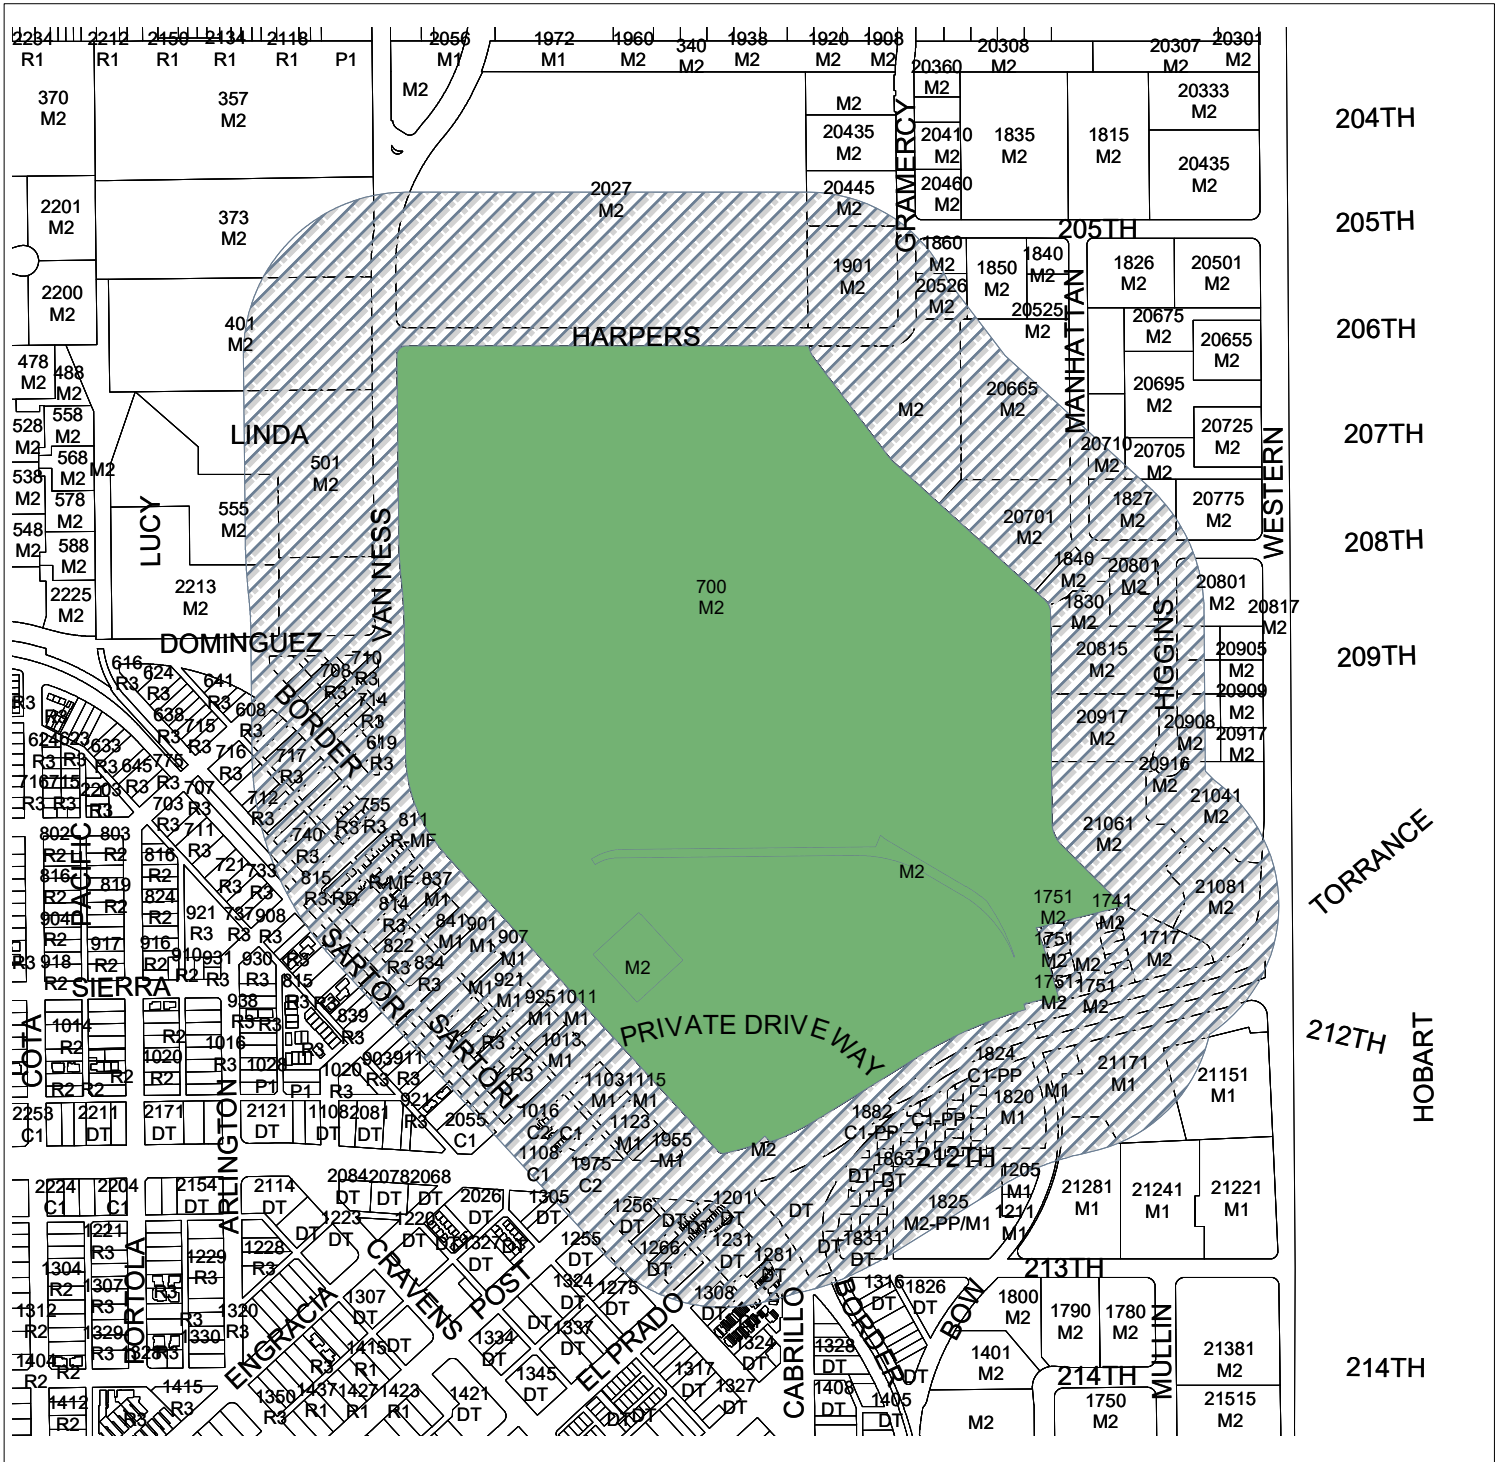 2234 2212 2150 2134 2118 2056 1972 1960 340 1938 1920 1908 20308 20307 20301
R1 R1 R1 R1 R1 P1 M1 M1 M2 M2 M2 M2 M2 M2 M2 M2
20360
M2
370 357 M2 M2 20333
M2 M2 M2
204TH
20435 20410 1835 1815
M2 M2 M2 M2
GRAMERCY
20435
M2
2201 373 2027 20445 20460
M2 M2 M2 M2 M2
205TH
205TH
1860 1850 1840 1826 20501
M2 M2 M2 M2 M2
1901 20526
M2 M2
2200
M2
20525
M2
MANHATTAN
401
M2
HARPERS
20675
M2
20655
M2
206TH
478 488
M2 M2
20665 20695
M2 M2
M2
528 558
M2 M2
LINDA
20725
M2
207TH
568 M2
M2
501
M2
20710 20705
M2 M2
WESTERN
538 578
M2 M2
LUCY
555
M2
VAN NESS
20701 1827 20775
M2 M2 M2
548 588
M2 M2
208TH
2225 2213
M2 M2
700
M2
1840 20801 20801
M2 M2 M2
1830 20817
M2 M2
HIGGINS
DOMINGUEZ
20815 20905
M2 M2
209TH
616 624 641 708 710
R3 R3 R3 R3 R3
BORDER
714
R3
20909
M2
638 715 608 619
R3 R3 R3 R3
20917 20908 20917
M2 M2 M2
624 623 633 645 775 716 717
R3 R3 R3 R3 R3 R3 R3
20916
M2
716 715 2203 703 707 712 755
R3 R3 R3 R3 R3 R3 R3
21041
M2
802 803 711 740 811
R2 R2 R3 R3 R-MF
21061
M2
PACIFIC
816 819 816 824 721 733 815 R-MF 837
R2 R2 R2 R2 R3 R3 R3 RD M1
M2
TORRANCE
1751 1741 21081
M2 M2 M2
904 917 916 921 737 908 814 841 901 907
R2 R2 R2 R3 R3 R3 R3 M1 M1 M1
SARTORI
1751 M2 1717
M2 M2
R3 918 910 931 930 822 834 921
R2 R2 R3 R3 R3 R3 M1 M1
M2
SIERRA
815
R3
1751 1751
M2 M2
938 839 925 1011
R3 R3 R3 R3 M1 M1
SARTORI
PRIVATE DRIVEWAY
212TH
COTA
1014 1020 1016 1028 1020 903 911 1013
R2 R2 R3 P1 R3 R3 R3 M1
1824 21171 21151
C1-PP M1 M1
HOBART
R2 R2 R2 P1 R3 R3
1103 1115 1820
M1 M1 M1
M1
2253 2211 2171 2121 1108 2081 921 2055 1016 1123 1955
C1 DT DT DT DT DT R3 C1 C2 C1 M1 M1
M2
1882 C1-PP
C1-PP
ARLINGTON
1108 1975
C1 C2
1863
DT DT
212TH
1205
M1
2224 2204 2154 2114 2084 2078 2068 2026 1305
C1 C1 DT DT DT DT DT DT DT
1256 1201
DT DT DT
DT
1825 1211
M2-PP/M1 M1
21281 21241 21221
M1 M1 M1
1221 1229 1228 1223 1220 1327 1255 1266 1231 1281 1831
R3 R3 R3 DT DT DT DT DT DT DT DT
PORTOLA
CRAVENS
POST
213TH
1304 1307 1320 1307 1324 1275 1308 1316 1826 1800
R2 R3 R3 DT DT DT DT DT DT M2
ENGRACIA
EL PRADO
CABRILLO
BORDER
BOW
1790 1780
M2 M2
MULLIN
1312 1329 1328 1330 1415 DT 1334 1337 1324 1328
R2 R3 R3 R3 R1 DT DT DT DT
1401
M2
21381
M2
1404
R2 R2
1345 1317
DT DT
214TH
214TH
1412 1415 1350 1437 1427 1423 1421 1327 1408 1405
R2 R3 R3 R1 R1 R1 DT DT DT DT
M2
1750 21515
M2 M2